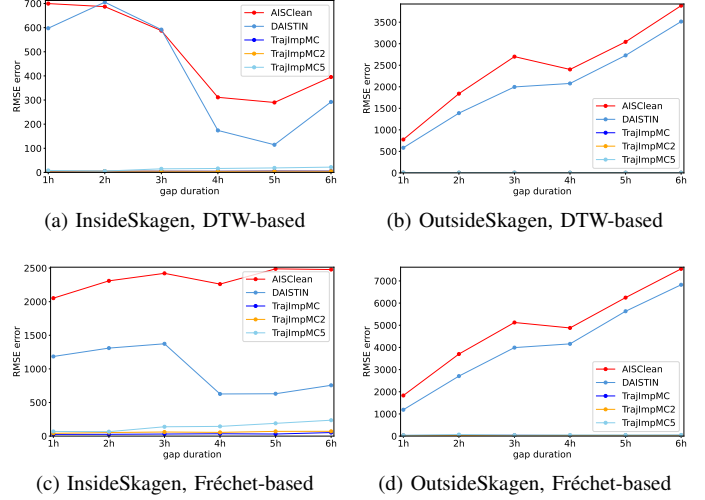 700
600
500
400
300
200
100
0
RMSE error
1h 2h 3h 4h 5h 6h
gap duration
AISClean
DAISTIN
TrajImpMC
TrajImpMC2
TrajImpMC5
(a) InsideSkagen, DTW-based
3500
3000
2500
2000
1500
1000
500
0
RMSE error
1h 2h 3h 4h 5h 6h
gap duration
AISClean
DAISTIN
TrajImpMC
TrajImpMC2
TrajImpMC5
(b) OutsideSkagen, DTW-based
2500
2000
1500
1000
500
0
RMSE error
1h 2h 3h 4h 5h 6h
gap duration
AISClean
DAISTIN
TrajImpMC
TrajImpMC2
TrajImpMC5
(c) InsideSkagen, Fréchet-based
7000
6000
5000
4000
3000
2000
1000
0
RMSE error
1h 2h 3h 4h 5h 6h
gap duration
AISClean
DAISTIN
TrajImpMC
TrajImpMC2
TrajImpMC5
(d) OutsideSkagen, Fréchet-based